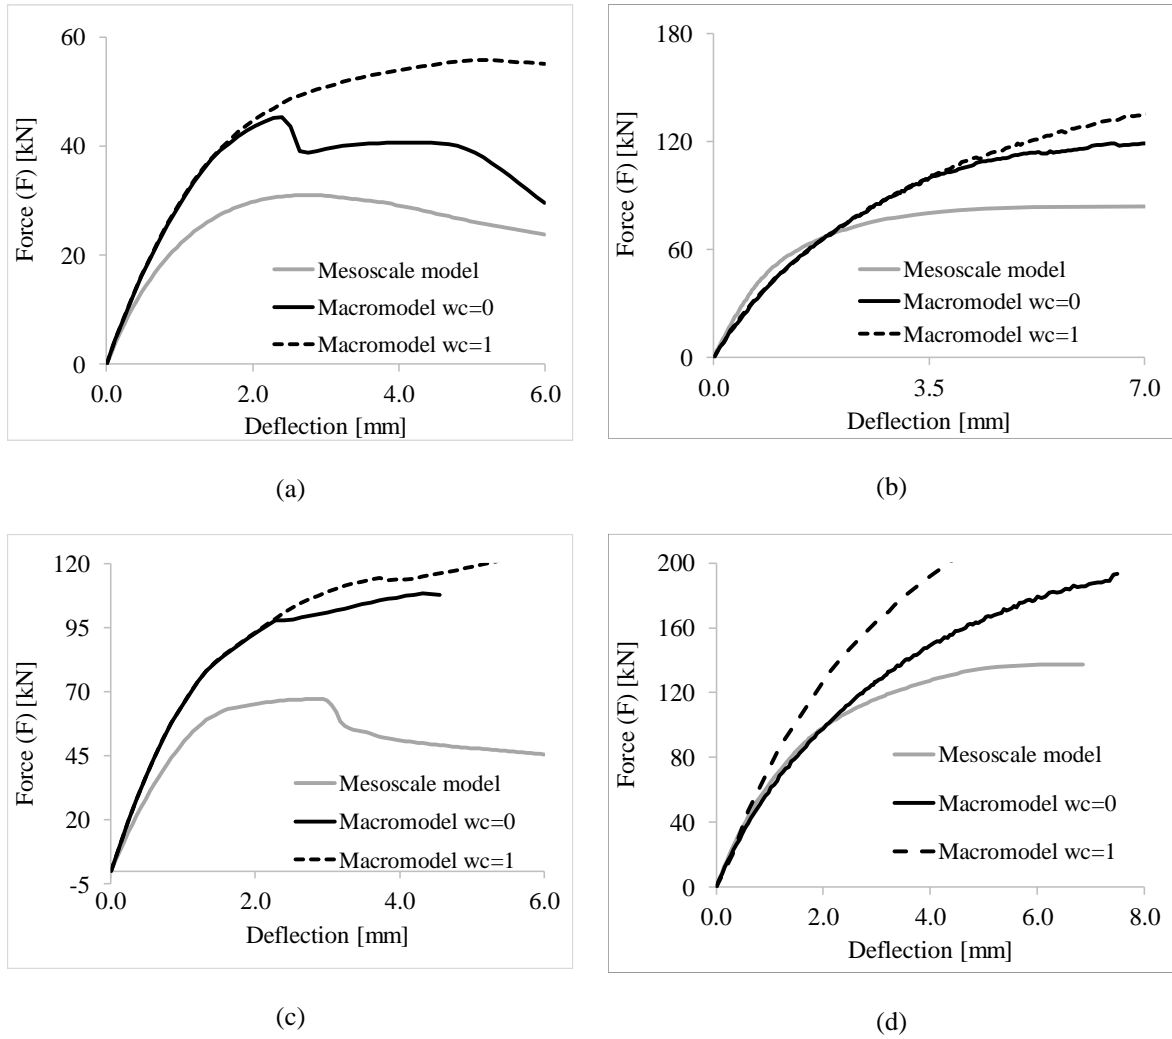 60
40
20
0
Force (F) [kN]
Mesoscale model
Macromodel wc=0
Macromodel wc=1
0.0 2.0 4.0 6.0
Deflection [mm]
(a)
180
120
60
0
Force (F) [kN]
Mesoscale model
Macromodel wc=0
Macromodel wc=1
0.0 3.5 7.0
Deflection [mm]
(b)
120
95
70
45
20
-5
Force (F) [kN]
Mesoscale model
Macromodel wc=0
Macromodel wc=1
0.0 2.0 4.0 6.0
Deflection [mm]
(c)
200
160
120
80
40
0
Force (F) [kN]
Mesoscale model
Macromodel wc=0
Macromodel wc=1
0.0 2.0 4.0 6.0 8.0
Deflection [mm]
(d)